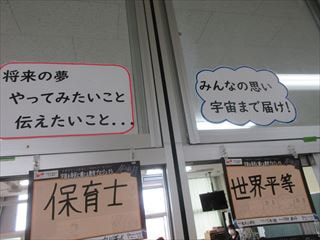 将来の夢
やってみたいこと
伝えたいこと...
みんなの思い
宇宙まで届け!
保育士
世界平等